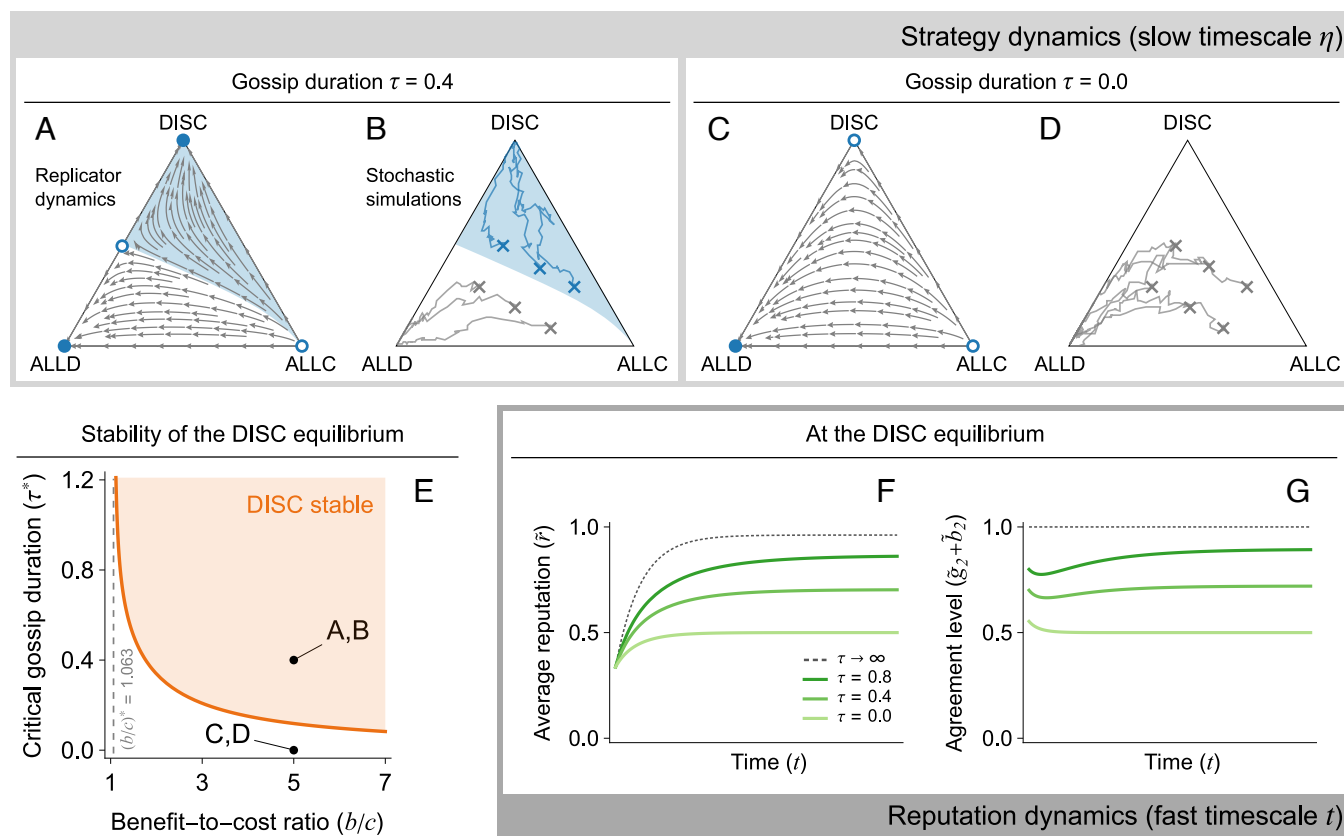 Strategy dynamics (slow timescale η)
Gossip duration τ = 0.4
Gossip duration τ = 0.0
A
DISC
Replicator
dynamics
ALLD
ALLC
B
DISC
Stochastic
simulations
ALLD
ALLC
C
DISC
ALLD
ALLC
D
DISC
ALLD
ALLC
Stability of the DISC equilibrium
E
Critical gossip duration (τ*)
1.2
0.8
0.4
0.0
DISC stable
A,B
C,D
(b/c)* = 1.063
1
3
5
7
Benefit–to–cost ratio (b/c)
At the DISC equilibrium
F
Average reputation (r̃)
1.0
0.5
0.0
τ → ∞
τ = 0.8
τ = 0.4
τ = 0.0
Time (t)
G
Agreement level (g̃₂+b̃₂)
1.0
0.5
0.0
Time (t)
Reputation dynamics (fast timescale t)